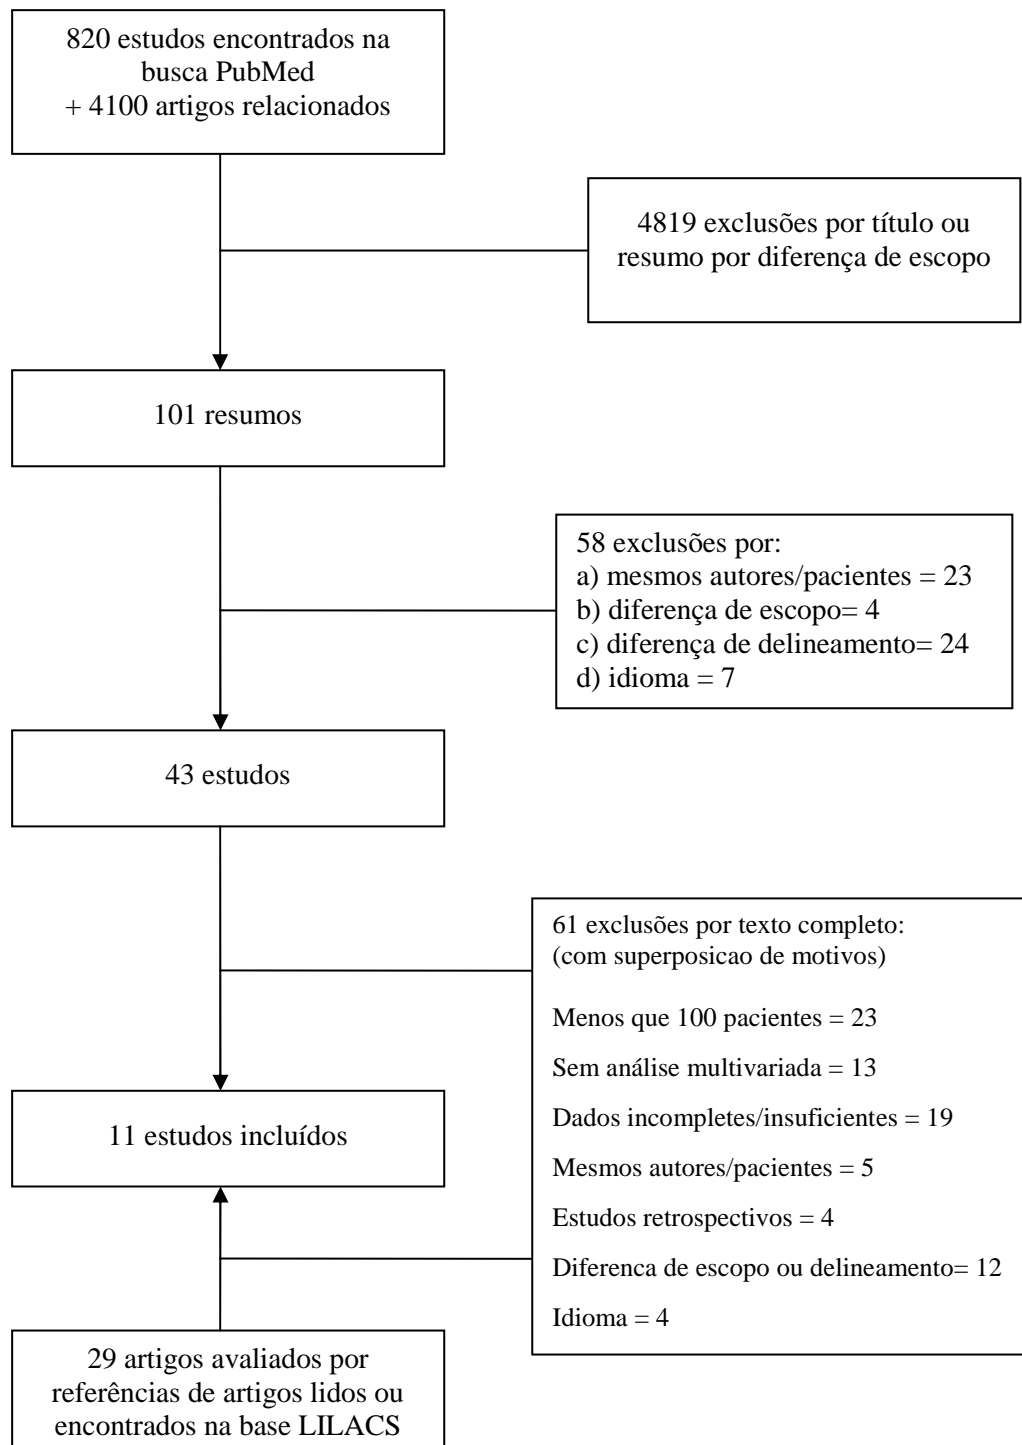 820 estudos encontrados na
busca PubMed
+ 4100 artigos relacionados
4819 exclusões por título ou
resumo por diferença de escopo
101 resumos
58 exclusões por:
a) mesmos autores/pacientes = 23
b) diferença de escopo= 4
c) diferença de delineamento= 24
d) idioma = 7
43 estudos
61 exclusões por texto completo:
(com superposicao de motivos)
Menos que 100 pacientes = 23
Sem análise multivariada = 13
Dados incompletos/insuficientes = 19
Mesmos autores/pacientes = 5
Estudos retrospectivos = 4
Diferenca de escopo ou delineamento= 12
Idioma = 4
11 estudos incluídos
29 artigos avaliados por
referências de artigos lidos ou
encontrados na base LILACS